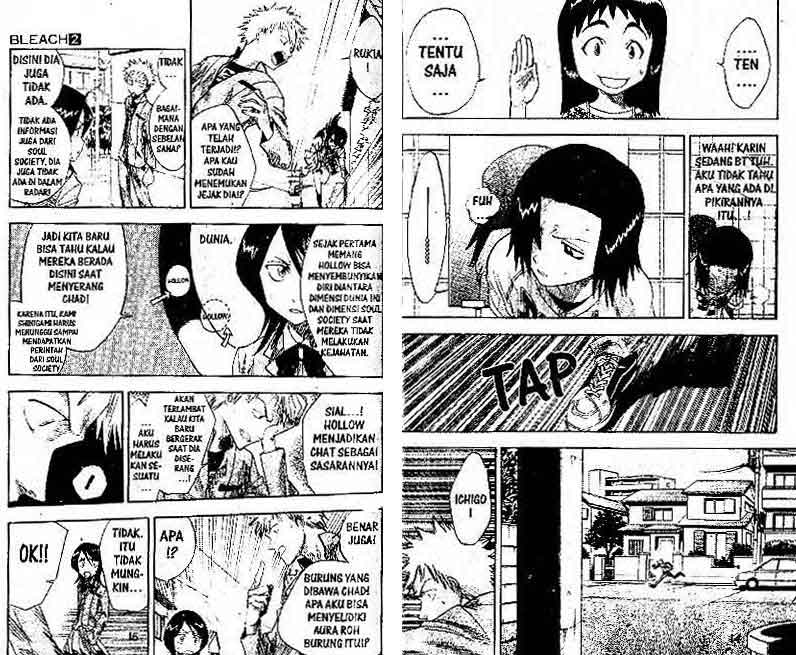 ....
TEN
....
....
TENTU
SAJA
...
WAAH! KARIN
SEDANG BT TUH.
AKU TIDAK TAHU
APA YANG ADA DI
PIKIRANNYA
ITU...!
FUH
...
TAP
ICHIGO
!
BLEACH 2
RUKIA
!
APA YANG
TELAH
TERJADI!?
APA KAU
SUDAH
MENEMUKAN
JEJAK DIA!?
TIDAK
...
BAGAI-
MANA
DENGAN
SEBELAH
SANA!?
DISINI DIA
JUGA
TIDAK
ADA.
TIDAK ADA
INFORMASI
JUGA DARI
SOUL
SOCIETY, DIA
JUGA TIDAK
ADA DI DALAM
RADAR!
SEJAK PERTAMA
MEMANG
HOLLOW BISA
MENYEMBUNYIKAN
DIRI DIANTARA
DIMENSI DUNIA INI
DAN DIMENSI SOUL
SOCIETY SAAT
MEREKA TIDAK
MELAKUKAN
KEJAHATAN.
DUNIA.
HOLLOW
HOLLOW
JADI KITA BARU
BISA TAHU KALAU
MEREKA BERADA
DISINI SAAT
MENYERANG
CHAD!
KARENA ITU, KAMI
SHINIGAMI HARUS
MENUNGGU SAMPAI
MENDAPATKAN
PERINTAH
DARI SOUL
SOCIETY
SIAL....!
HOLLOW
MENJADIKAN
CHAT SEBAGAI
SASARANNYA!
AKAN
TERLAMBAT
KALAU KITA
BARU
BERGERAK
SAAT DIA
DISE-
RANG
...!
...
AKU
HARUS
MELAKU
KAN SE-
SUATU
...
!
BENAR
JUGA!
BURUNG YANG
DIBAWA CHAD!
APA AKU BISA
MENYELIDIKI
AURA ROH
BURUNG ITU!?
APA
!?
TIDAK.
ITU
TIDAK
MUNG-
KIN...
OK!!
16